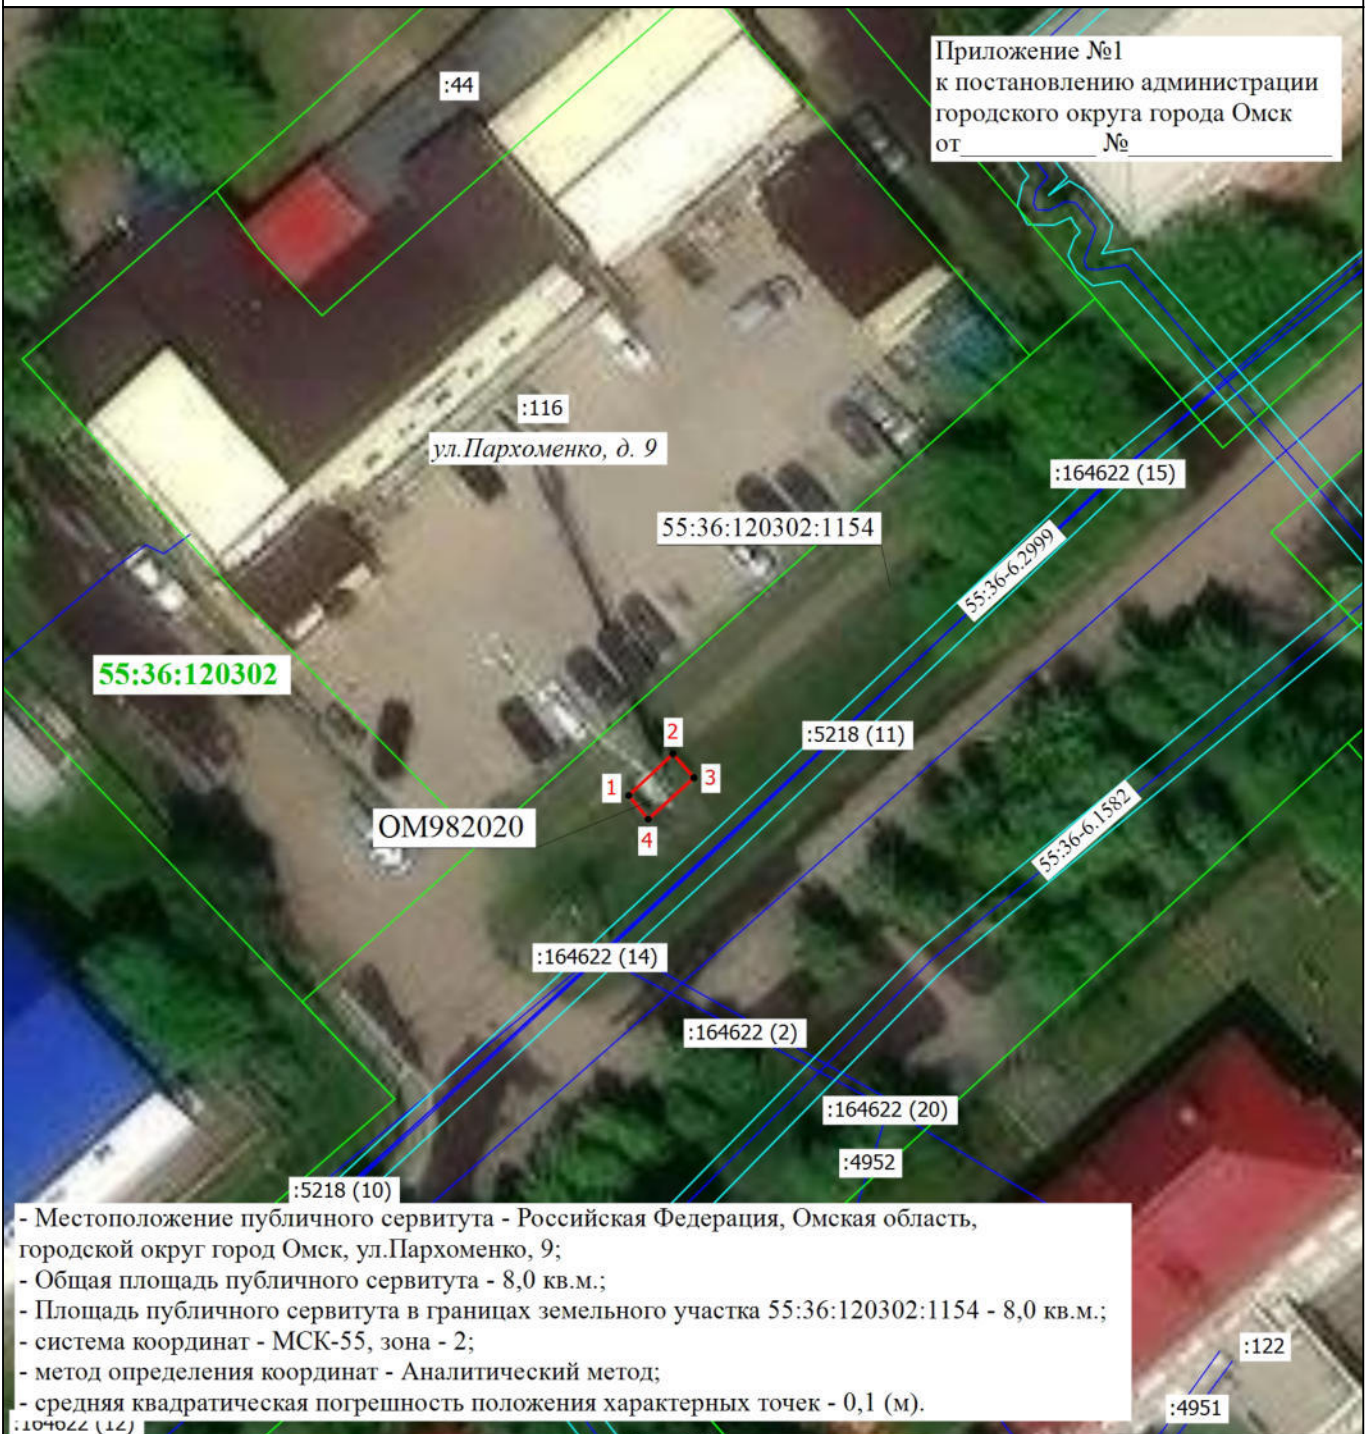 Приложение №1
к постановлению администрации
городского округа города Омск
от__________ №_______________
:44
:116
ул.Пархоменко, д. 9
:164622 (15)
55:36:120302:1154
55:36-6.2999
55:36:120302
:5218 (11)
2
3
1
4
ОМ982020
55:36-6.1582
:164622 (14)
:164622 (2)
:164622 (20)
:4952
:5218 (10)
- Местоположение публичного сервитута - Российская Федерация, Омская область,
городской округ город Омск, ул.Пархоменко, 9;
- Общая площадь публичного сервитута - 8,0 кв.м.;
- Площадь публичного сервитута в границах земельного участка 55:36:120302:1154 - 8,0 кв.м.;
- система координат - МСК-55, зона - 2;
- метод определения координат - Аналитический метод;
- средняя квадратическая погрешность положения характерных точек - 0,1 (м).
:122
:4951
:164622 (12)